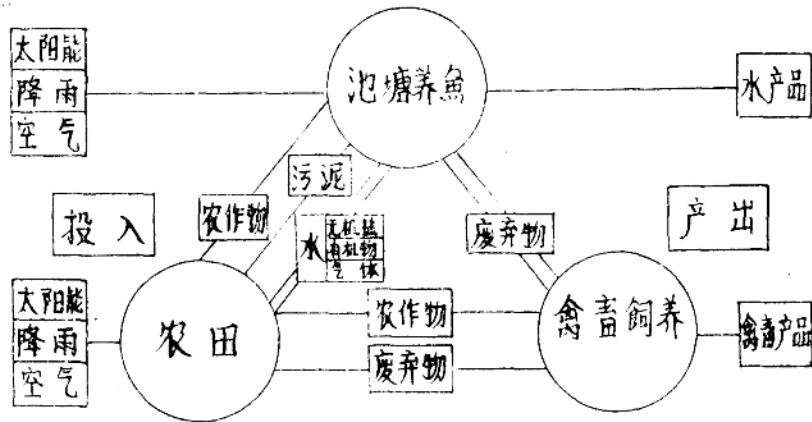 太阳能
降雨
空气
池塘养魚
水产品
投入
农作物
污泥
水
无机盐
有机物
气体
废弃物
产出
太阳能
降雨
空气
农田
农作物
废弃物
禽畜飼养
禽畜产品